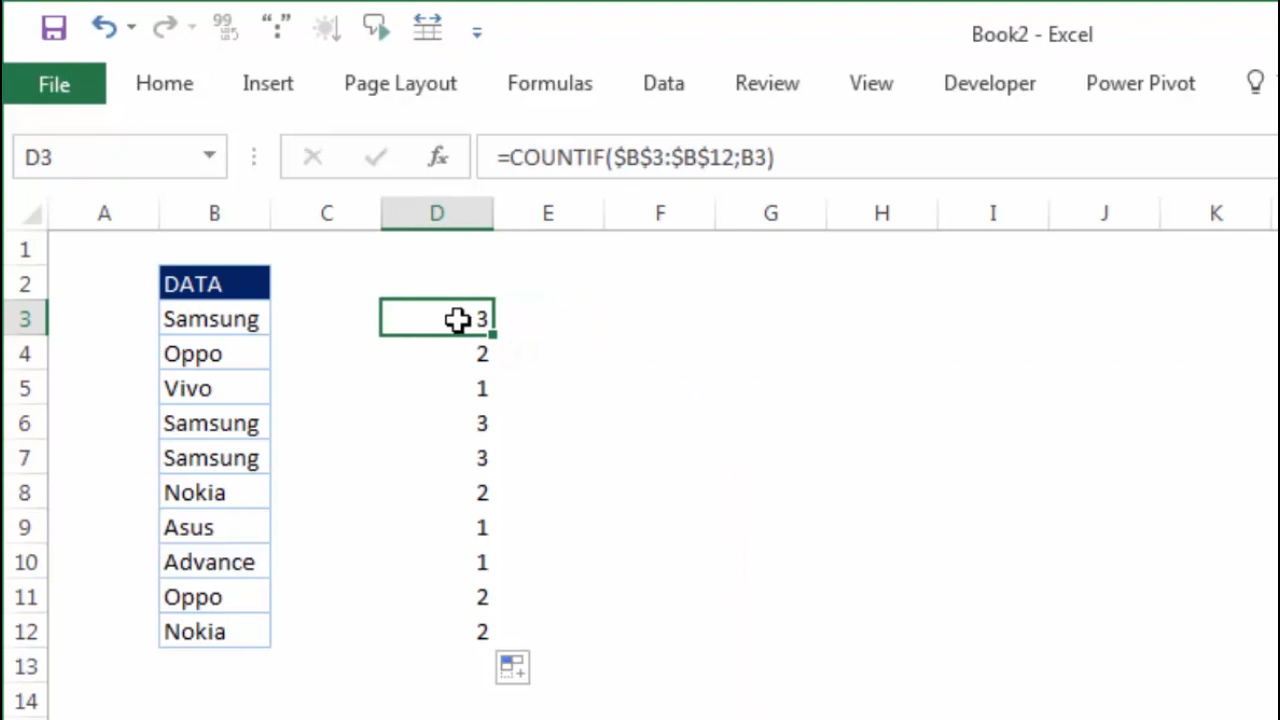 Book2 - Excel
File Home Insert Page Layout Formulas Data Review View Developer Power Pivot
D3 fx =COUNTIF($B$3:$B$12;B3)
A B C D E F G H I J K
1
2 DATA
3 Samsung 3
4 Oppo 2
5 Vivo 1
6 Samsung 3
7 Samsung 3
8 Nokia 2
9 Asus 1
10 Advance 1
11 Oppo 2
12 Nokia 2
13
14